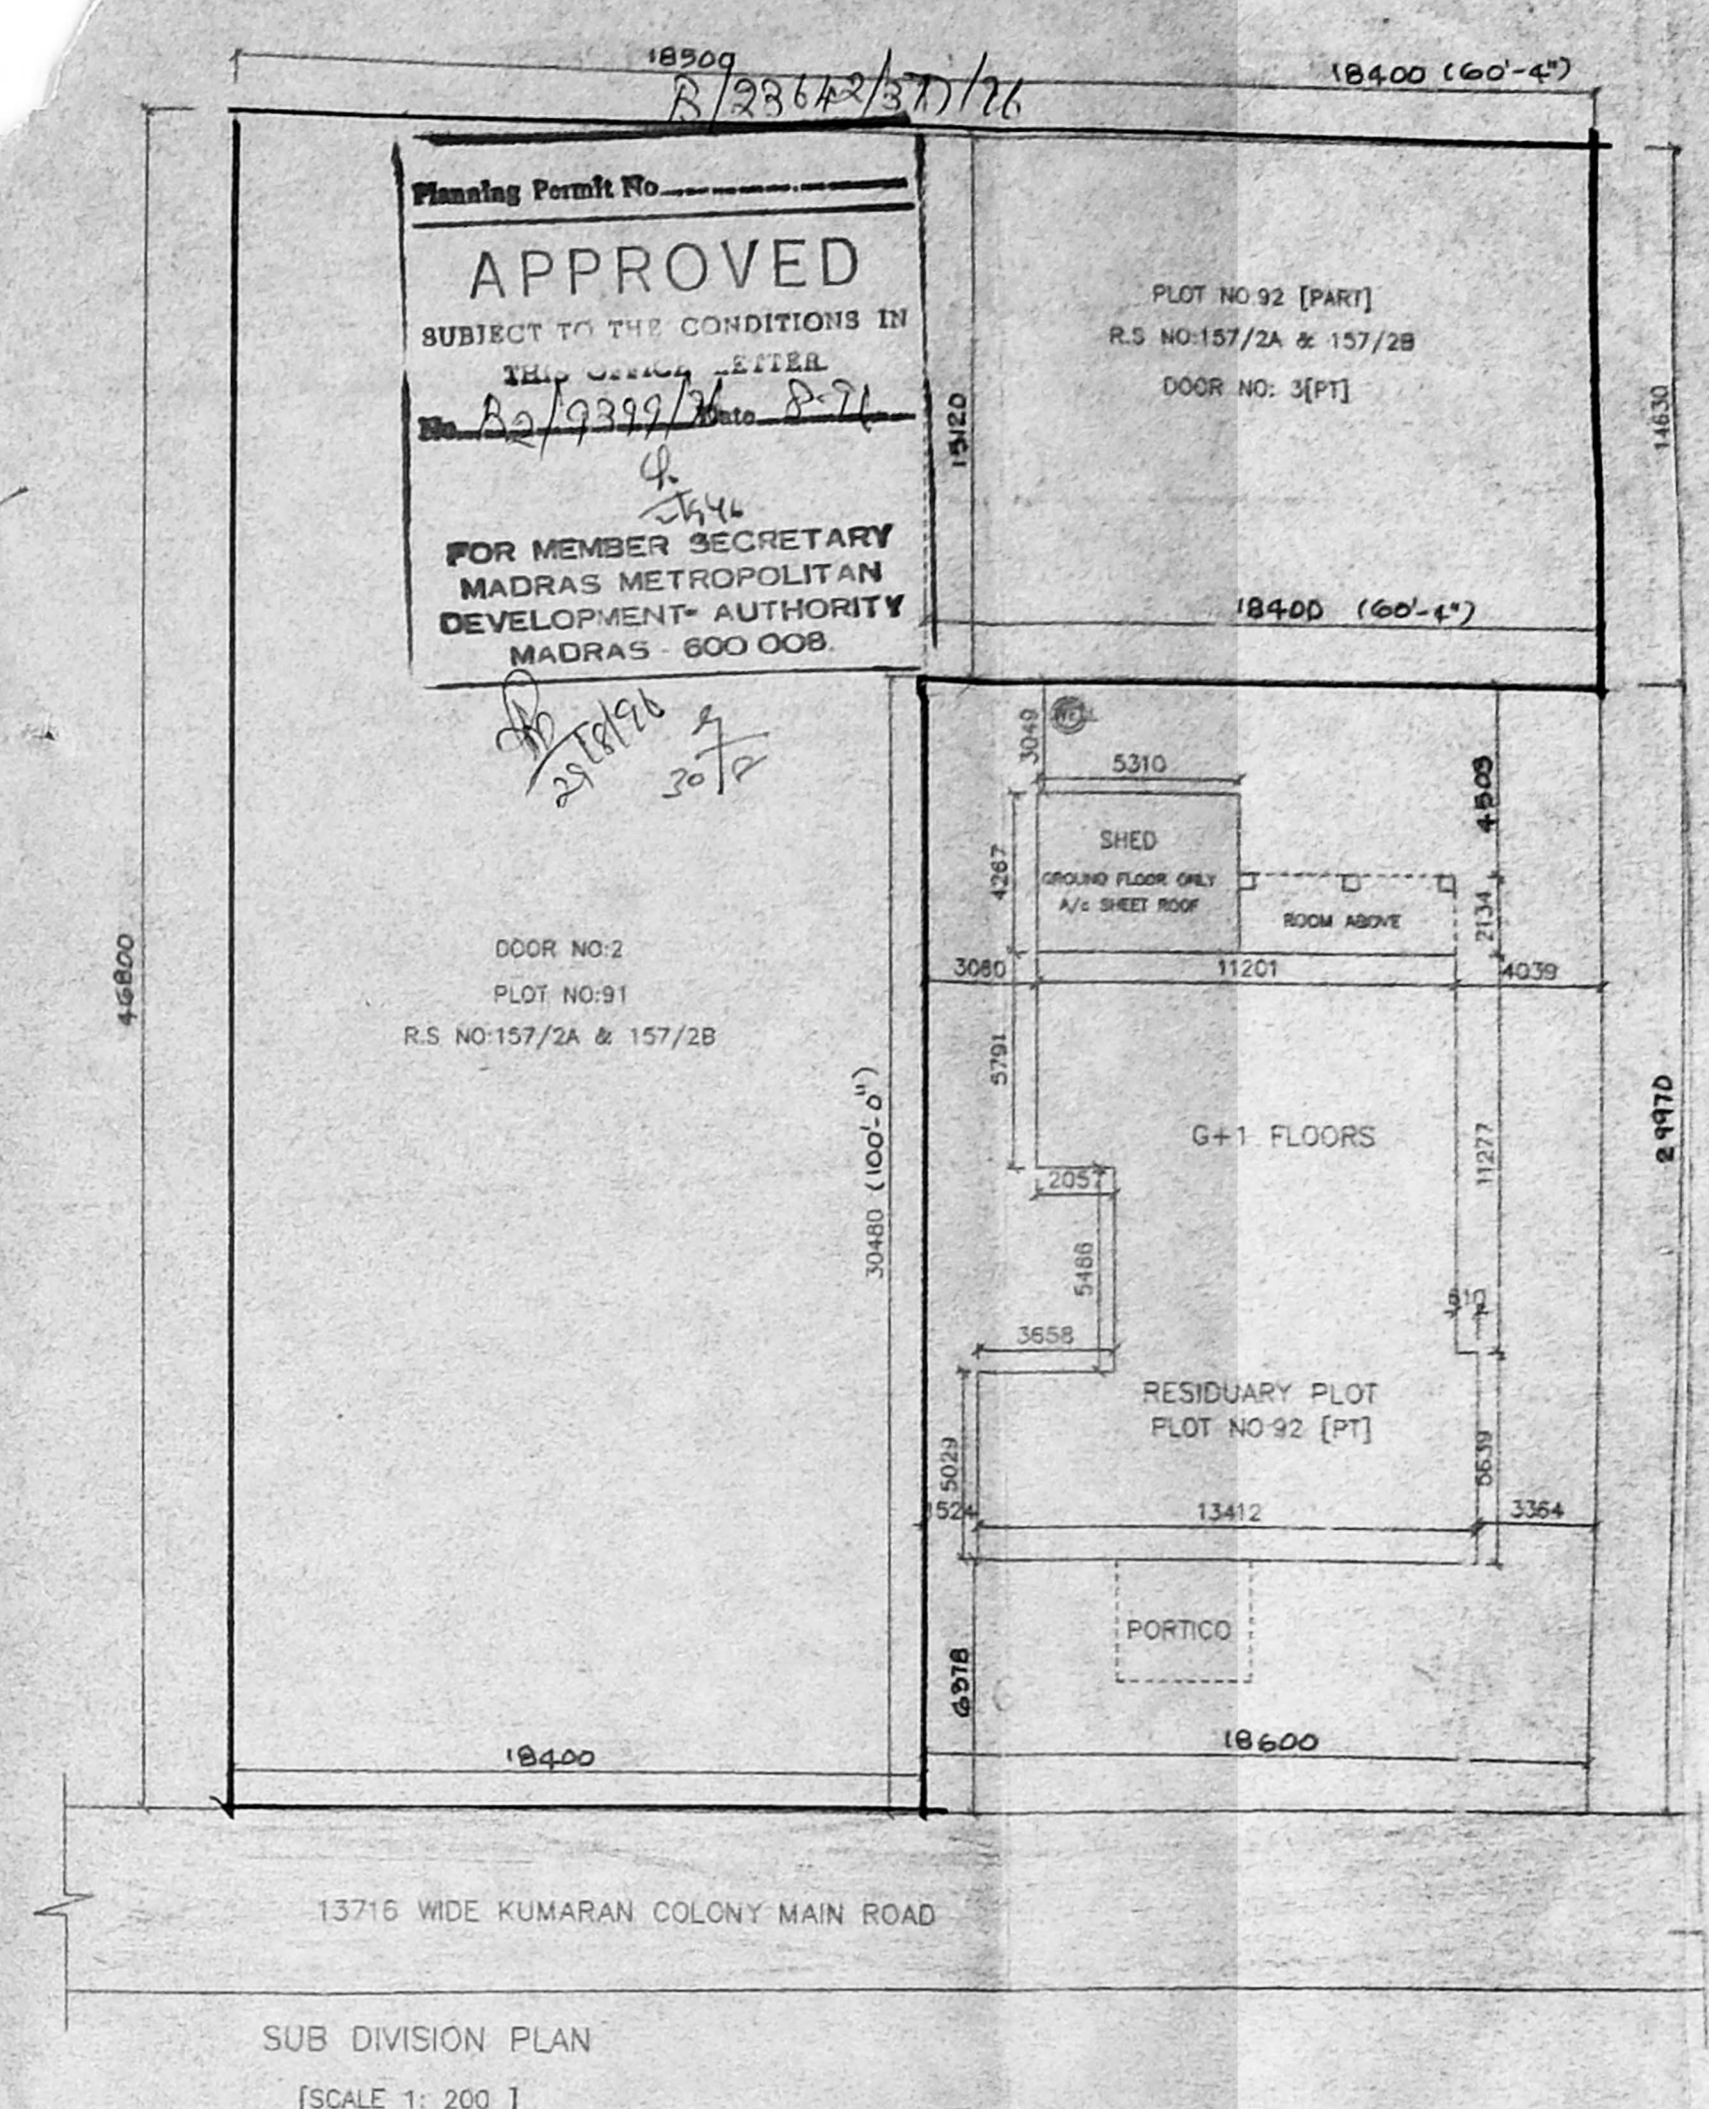 18500
18400 (60'-4")
Planning Permit No
APPROVED
SUBJECT TO THE CONDITIONS IN
THIS OFFICE LETTER
No. Date
FOR MEMBER SECRETARY
MADRAS METROPOLITAN
DEVELOPMENT- AUTHORITY
MADRAS - 600 008.
29/8/96
PLOT NO.92 [PART]
R.S NO:157/2A & 157/2B
DOOR NO: 3[PT]
15120
14630
18400 (60'-4")
46800
DOOR NO:2
PLOT NO:91
R.S NO:157/2A & 157/2B
30480 (100'-0")
3049
WELL
5310
4503
4267
SHED
GROUND FLOOR ONLY
A/c SHEET ROOF
ROOM ABOVE
2134
3080
11201
4039
5791
G+1 FLOORS
11277
29970
2057
5486
610
3658
RESIDUARY PLOT
PLOT NO:92 [PT]
5029
5639
1524
13412
3364
PORTICO
6378
18400
18600
13716 WIDE KUMARAN COLONY MAIN ROAD
SUB DIVISION PLAN
[SCALE 1: 200 ]